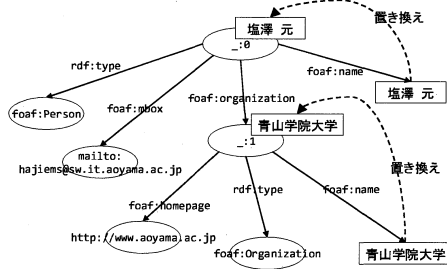 塩澤 元
置き換え
_:0
rdf:type
foaf:name
foaf:mbox
foaf:organization
塩澤 元
foaf:Person
青山学院大学
_:1
mailto:
hajiems@sw.it.aoyama.ac.jp
置き換え
foaf:homepage
rdf:type
foaf:name
http://www.aoyama.ac.jp
foaf:Organization
青山学院大学